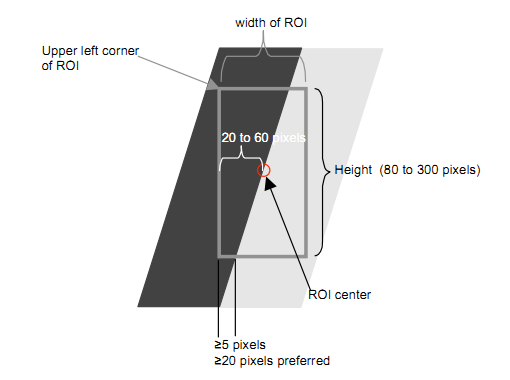 width of ROI
Upper left corner
of ROI
20 to 60 pixels
Height (80 to 300 pixels)
ROI center
≥5 pixels
≥20 pixels preferred